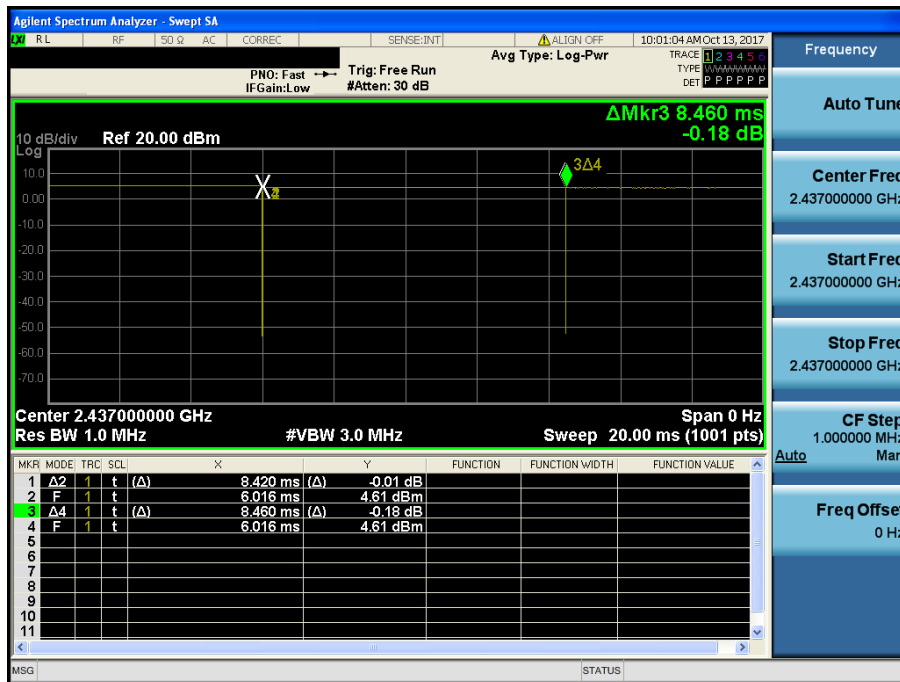 Agilent Spectrum Analyzer - Swept SA
LXI RL RF 50 Ω AC CORREC SENSE:INT ALIGN OFF 10:01:04 AM Oct 13, 2017
Avg Type: Log-Pwr
TRACE 1 2 3 4 5 6
TYPE
DET P P P P P P
PNO: Fast Trig: Free Run
IFGain:Low #Atten: 30 dB
ΔMkr3 8.460 ms
-0.18 dB
10 dB/div Ref 20.00 dBm
Log
10.0
0.00
-10.0
-20.0
-30.0
-40.0
-50.0
-60.0
-70.0
3Δ4
Center 2.437000000 GHz Span 0 Hz
Res BW 1.0 MHz #VBW 3.0 MHz Sweep 20.00 ms (1001 pts)
MKR MODE TRC SCL X Y FUNCTION FUNCTION WIDTH FUNCTION VALUE
1 Δ2 1 t (Δ) 8.420 ms (Δ) -0.01 dB
2 F 1 t 6.016 ms 4.61 dBm
3 Δ4 1 t (Δ) 8.460 ms (Δ) -0.18 dB
4 F 1 t 6.016 ms 4.61 dBm
5
6
7
8
9
10
11
MSG STATUS
Frequency
Auto Tune
Center Freq
2.437000000 GHz
Start Freq
2.437000000 GHz
Stop Freq
2.437000000 GHz
CF Step
1.000000 MHz
Auto Man
Freq Offset
0 Hz